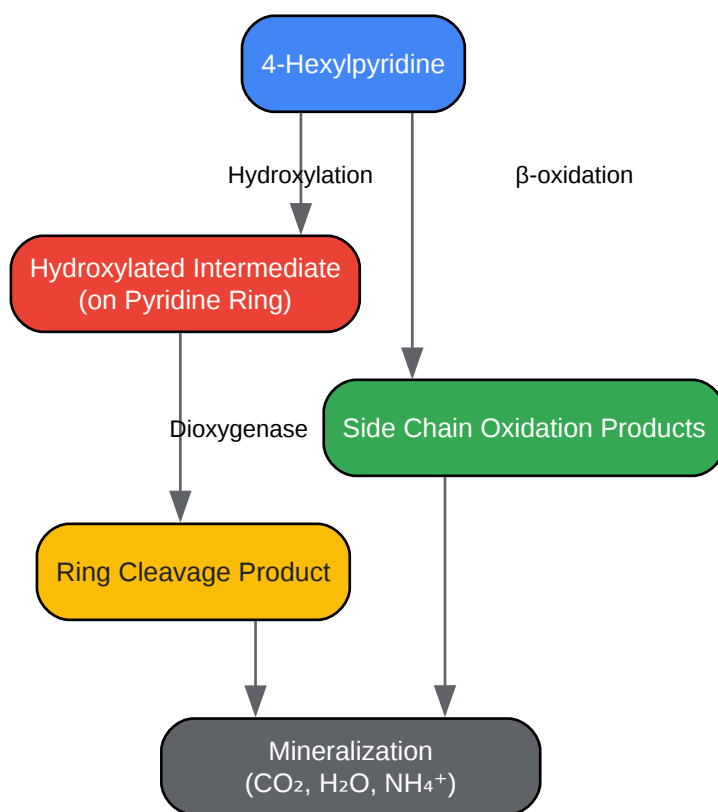 4-Hexylpyridine
Hydroxylation
β-oxidation
Hydroxylated Intermediate
(on Pyridine Ring)
Dioxygenase
Side Chain Oxidation Products
Ring Cleavage Product
Mineralization
(CO₂, H₂O, NH₄⁺)